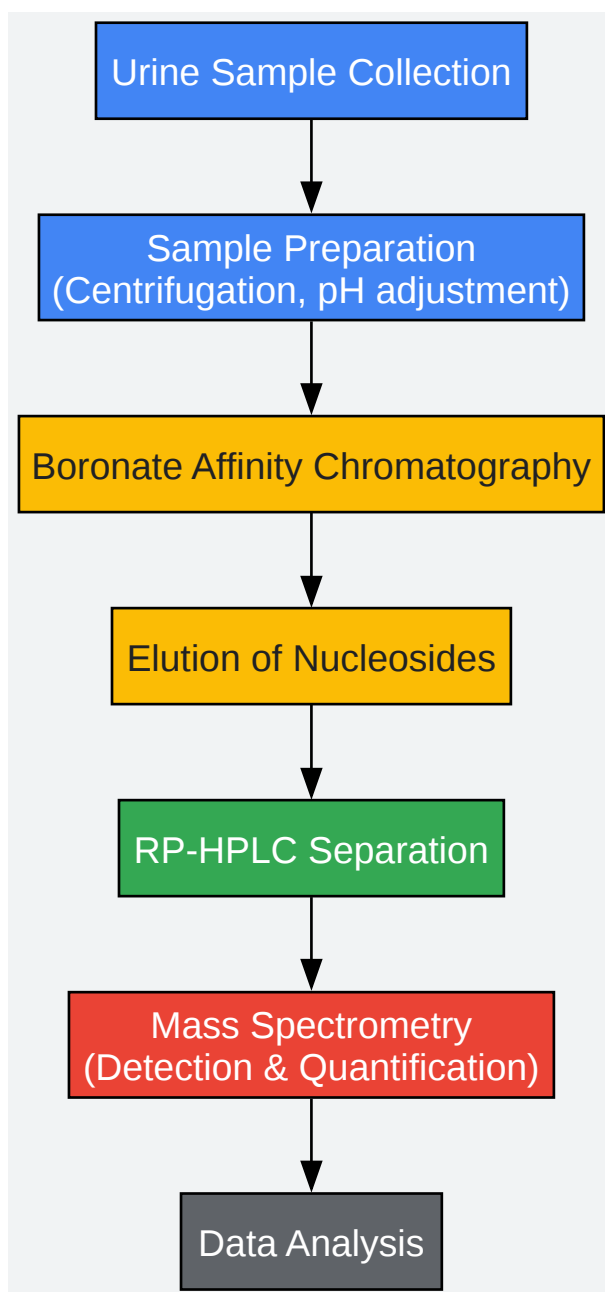 Urine Sample Collection
Sample Preparation
(Centrifugation, pH adjustment)
Boronate Affinity Chromatography
Elution of Nucleosides
RP-HPLC Separation
Mass Spectrometry
(Detection & Quantification)
Data Analysis